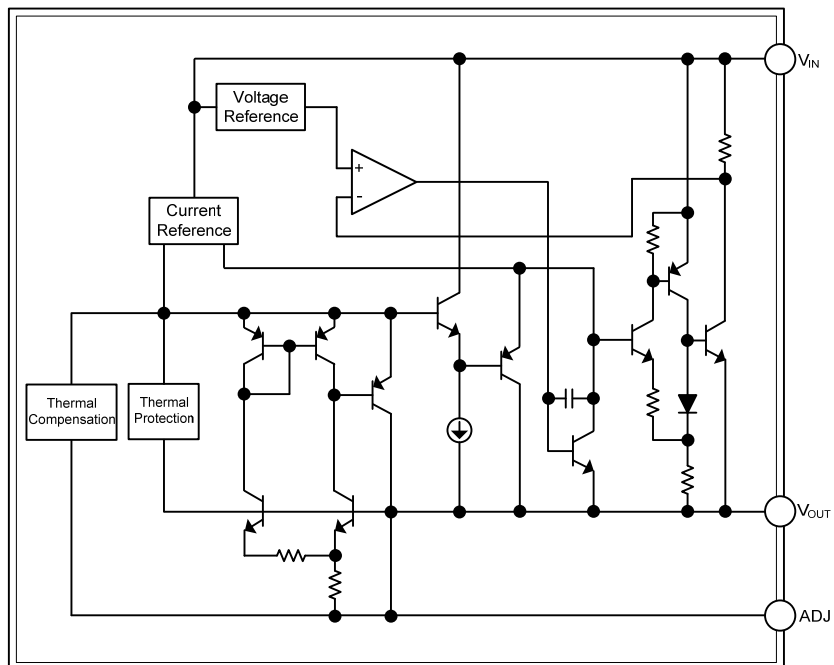 V_IN
Voltage
Reference
+
-
Current
Reference
Thermal
Compensation
Thermal
Protection
V_OUT
ADJ